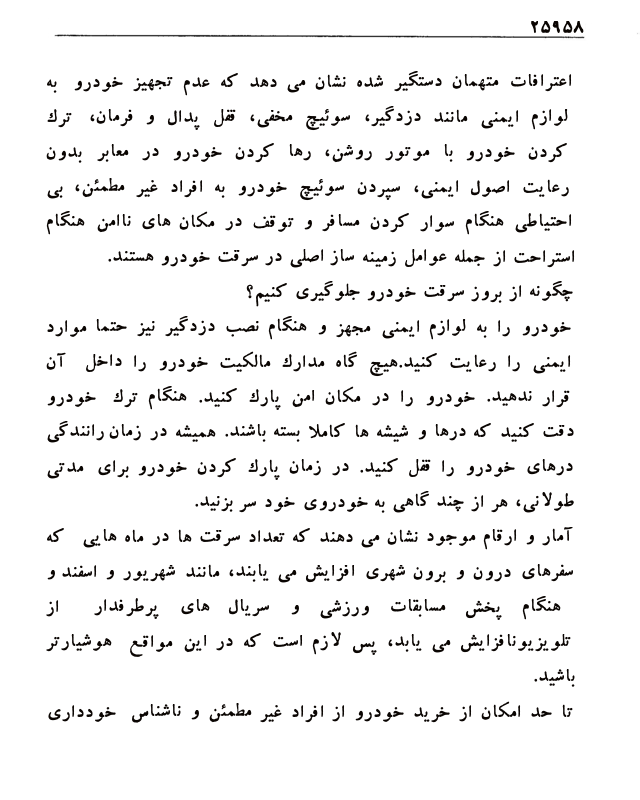 ۲۵۹۵۸
اعترافات متهمان دستگیر شده نشان می دهد که عدم تجهیز خودرو به
لوازم ایمنی مانند دزدگیر، سوئیچ مخفی، قفل پدال و فرمان، ترك
کردن خودرو با موتور روشن، رها کردن خودرو در معابر بدون
رعایت اصول ایمنی، سپردن سوئیچ خودرو به افراد غیر مطمئن، بی
احتیاطی هنگام سوار کردن مسافر و توقف در مکان های ناامن هنگام
استراحت از جمله عوامل زمینه ساز اصلی در سرقت خودرو هستند.
چگونه از بروز سرقت خودرو جلوگیری کنیم؟
خودرو را به لوازم ایمنی مجهز و هنگام نصب دزدگیر نیز حتما موارد
ایمنی را رعایت کنید.هیچ گاه مدارك مالکیت خودرو را داخل آن
قرار ندهید. خودرو را در مکان امن پارك کنید. هنگام ترك خودرو
دقت کنید که درها و شیشه ها کاملا بسته باشند. همیشه در زمان رانندگی
درهای خودرو را قفل کنید. در زمان پارك کردن خودرو برای مدتی
طولانی، هر از چند گاهی به خودروی خود سر بزنید.
آمار و ارقام موجود نشان می دهند که تعداد سرقت ها در ماه هایی که
سفرهای درون و برون شهری افزایش می یابند، مانند شهریور و اسفند و
هنگام پخش مسابقات ورزشی و سریال های پرطرفدار از
تلویزیونافزایش می یابد، پس لازم است که در این مواقع هوشیارتر
باشید.
تا حد امکان از خرید خودرو از افراد غیر مطمئن و ناشناس خودداری